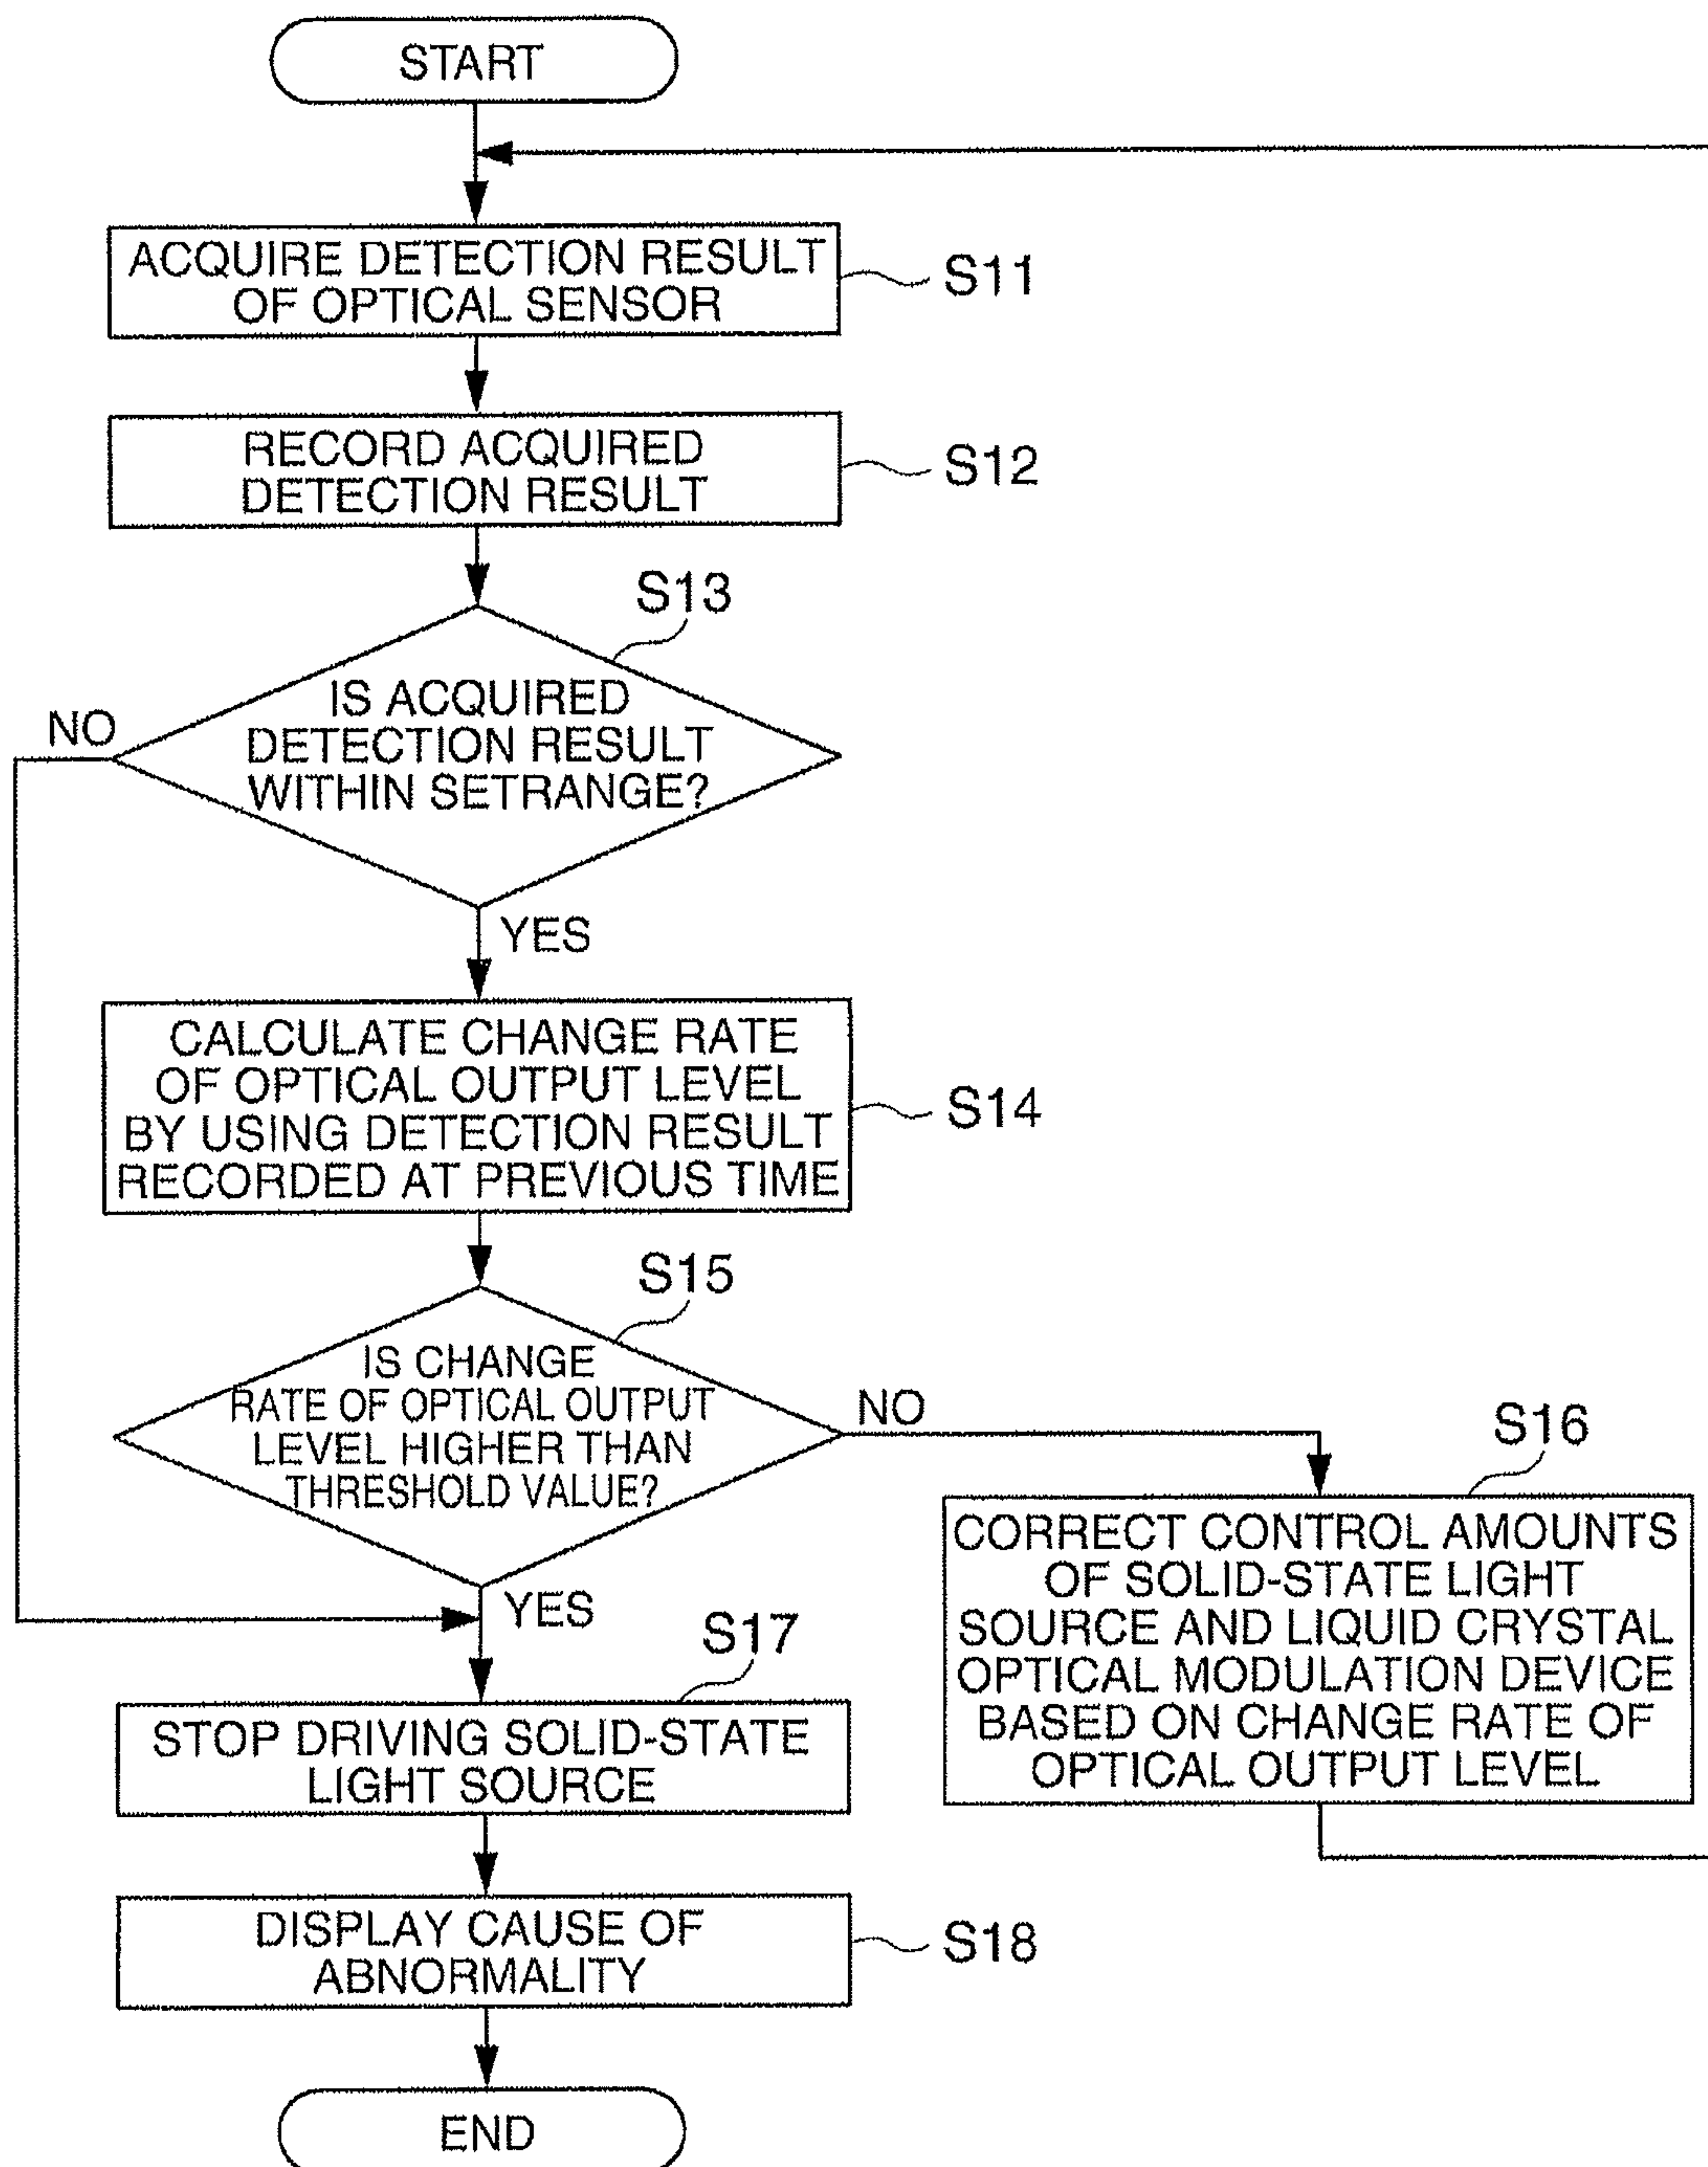 START
ACQUIRE DETECTION RESULT
OF OPTICAL SENSOR
S11
RECORD ACQUIRED
DETECTION RESULT
S12
S13
IS ACQUIRED
DETECTION RESULT
WITHIN SETRANGE?
NO
YES
CALCULATE CHANGE RATE
OF OPTICAL OUTPUT LEVEL
BY USING DETECTION RESULT
RECORDED AT PREVIOUS TIME
S14
S15
IS CHANGE
RATE OF OPTICAL OUTPUT
LEVEL HIGHER THAN
THRESHOLD VALUE?
NO
YES
S16
CORRECT CONTROL AMOUNTS
OF SOLID-STATE LIGHT
SOURCE AND LIQUID CRYSTAL
OPTICAL MODULATION DEVICE
BASED ON CHANGE RATE OF
OPTICAL OUTPUT LEVEL
S17
STOP DRIVING SOLID-STATE
LIGHT SOURCE
DISPLAY CAUSE OF
ABNORMALITY
S18
END